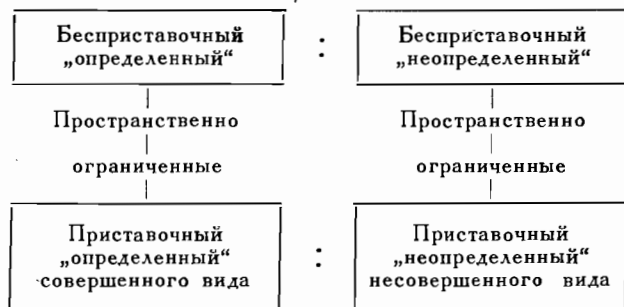 Бесприставочный : Бесприставочный
„определенный“ „неопределенный“
Пространственно Пространственно
ограниченные ограниченные
Приставочный : Приставочный
„определенный“ „неопределенный“
совершенного вида несовершенного вида